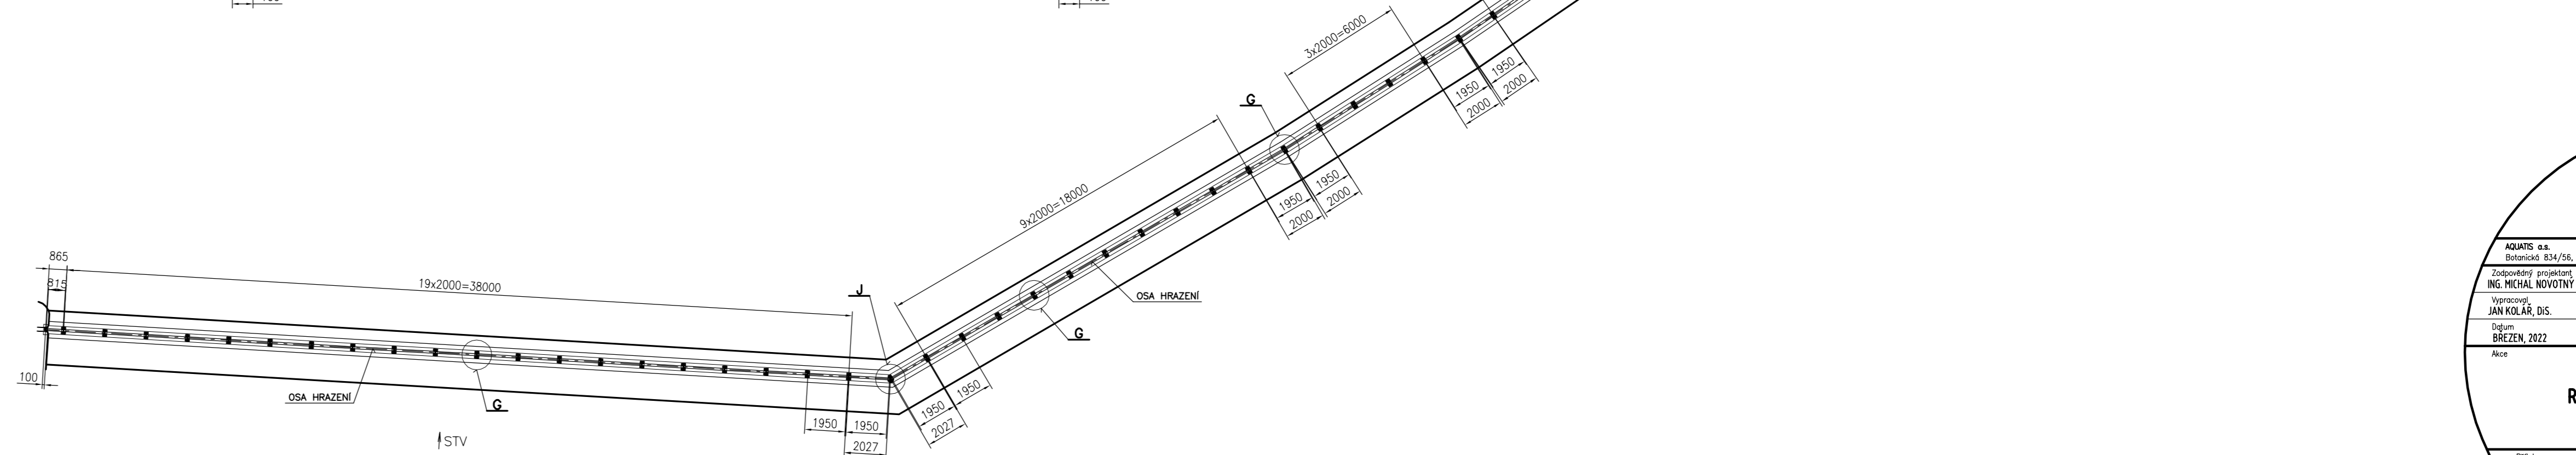 3x2000=6000
1950
2000
1950
2000
G
9x2000=18000
1950
2000
1950
2000
865
815
19x2000=38000
J
OSA HRAZENÍ
G
100
OSA HRAZENÍ
G
1950
1950
2027
1950
1950
2027
STV
AQUATIS a.s.
Botanická 834/56,
Zodpovědný projektant
ING. MICHAL NOVOTNÝ
Vypracoval
JAN KOLÁŘ, DiS.
Datum
BŘEZEN, 2022
Akce
R